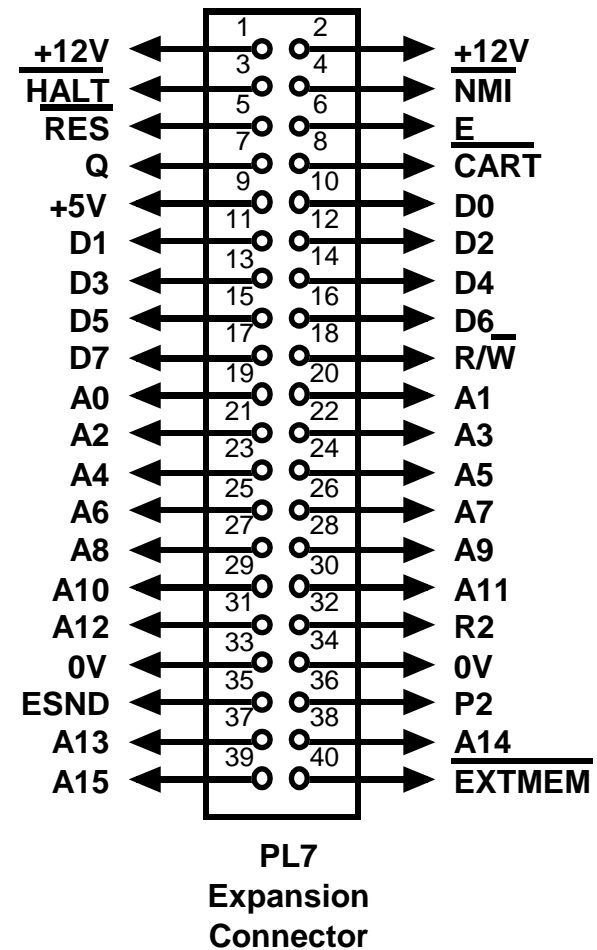 1 2
+12V +12V
3 4
HALT NMI
5 6
RES E
7 8
Q CART
9 10
+5V D0
11 12
D1 D2
13 14
D3 D4
15 16
D5 D6
17 18
D7 R/W
19 20
A0 A1
21 22
A2 A3
23 24
A4 A5
25 26
A6 A7
27 28
A8 A9
29 30
A10 A11
31 32
A12 R2
33 34
0V 0V
35 36
ESND P2
37 38
A13 A14
39 40
A15 EXTMEM
PL7
Expansion
Connector